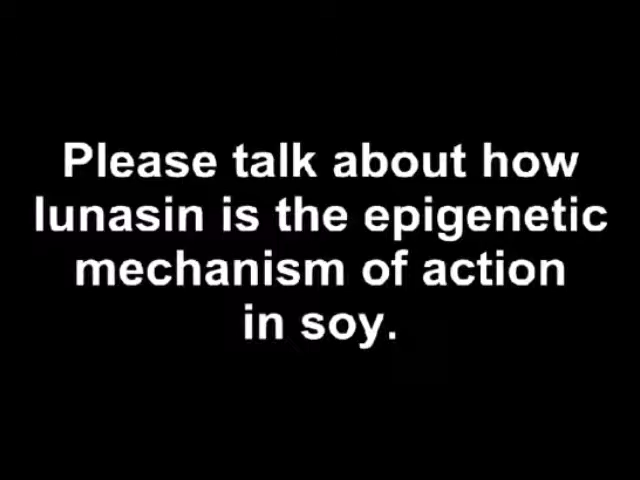 Please talk about how
lunasin is the epigenetic
mechanism of action
in soy.